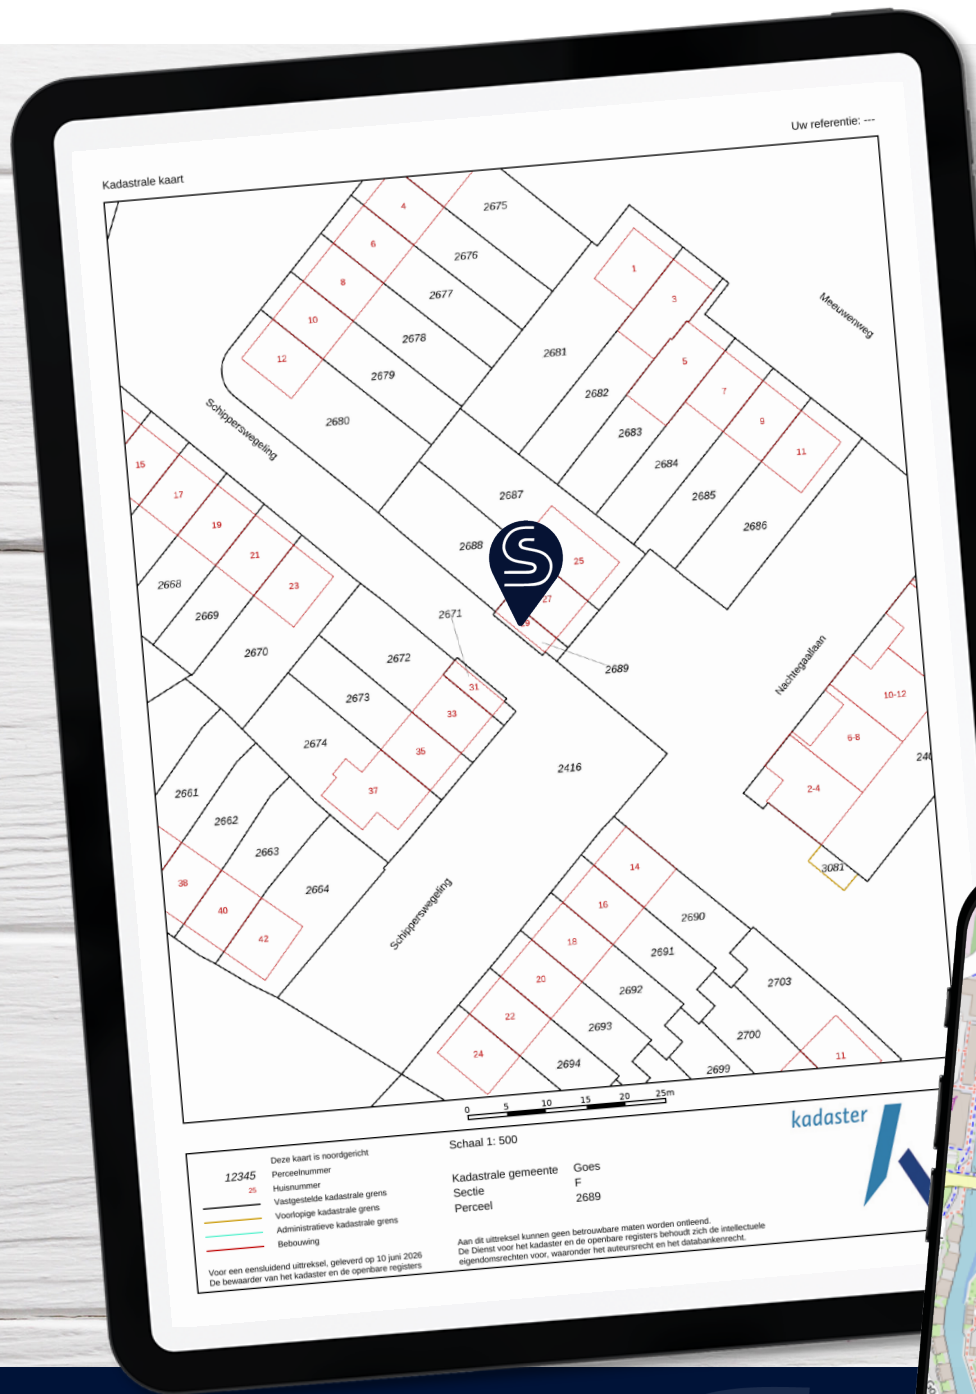 Uw referentie: ---
Kadastrale kaart
4
2675
6
2676
1
8
2677
3
Meeuwenweg
10
2678
2681
5
12
2679
7
2682
9
2680
Schipperswegeling
2683
11
15
2684
17
2687
2685
19
2686
21
2688
25
23
2668
27
2669
2671
2670
2672
2689
Nachtegaallaan
31
2673
33
10-12
2674
35
6-8
2416
37
2-4
2661
2662
2663
14
3081
38
2664
16
40
2690
42
Schipperswegeling
18
2691
20
2692
2703
22
2693
2700
24
2694
2699
11
0 5 10 15 20 25m
Schaal 1: 500
kadaster
Deze kaart is noordgericht
12345 Perceelnummer
25 Huisnummer
Vastgestelde kadastrale grens
Voorlopige kadastrale grens
Administratieve kadastrale grens
Bebouwing
Kadastrale gemeente Goes
Sectie F
Perceel 2689
Voor een eensluidend uittreksel, geleverd op 10 juni 2026
De bewaarder van het kadaster en de openbare registers
Aan dit uittreksel kunnen geen betrouwbare maten worden ontleend.
De Dienst voor het kadaster en de openbare registers behoudt zich de intellectuele
eigendomsrechten voor, waaronder het auteursrecht en het databankenrecht.